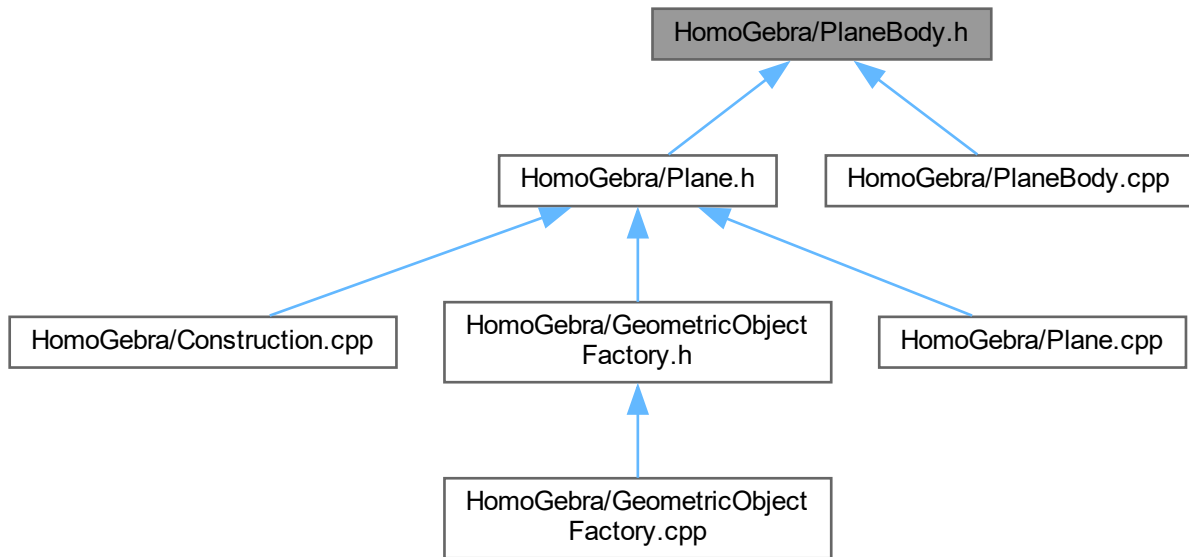 HomoGebra/PlaneBody.h
HomoGebra/Plane.h
HomoGebra/PlaneBody.cpp
HomoGebra/Construction.cpp
HomoGebra/GeometricObject
Factory.h
HomoGebra/Plane.cpp
HomoGebra/GeometricObject
Factory.cpp